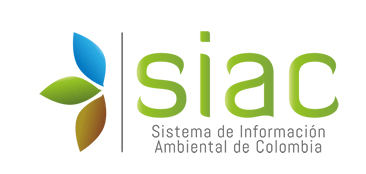 siac
Sistema de Información
Ambiental de Colombia